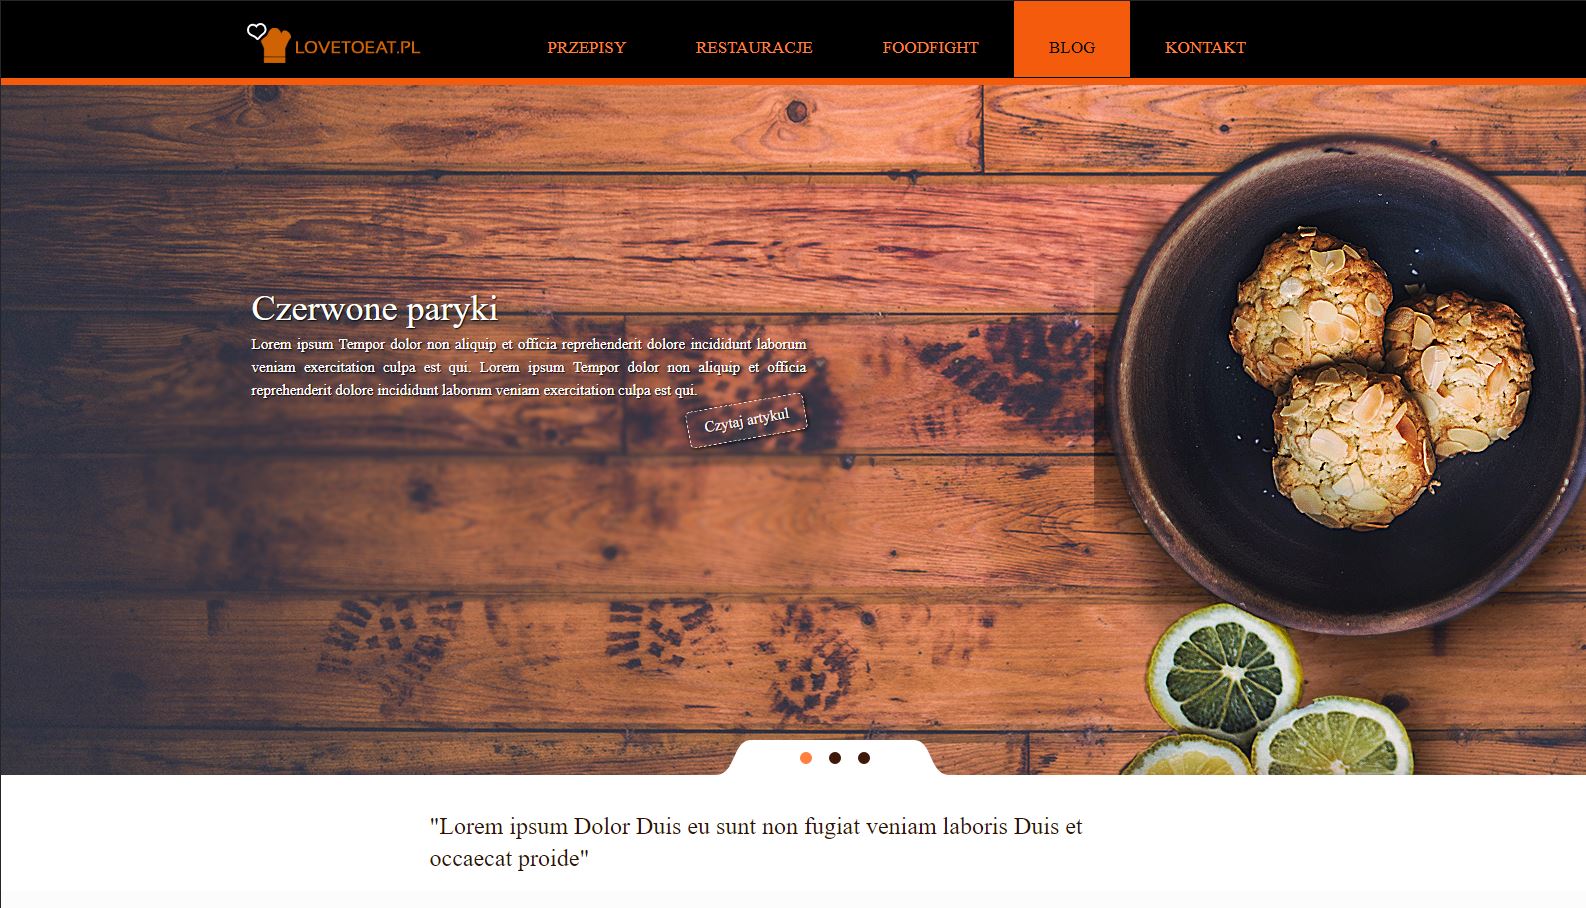 LOVETOEAT.PL
PRZEPISY RESTAURACJE FOODFIGHT BLOG KONTAKT
Czerwone paryki
Lorem ipsum Tempor dolor non aliquip et officia reprehenderit dolore incididunt laborum
veniam exercitation culpa est qui. Lorem ipsum Tempor dolor non aliquip et officia
reprehenderit dolore incididunt laborum veniam exercitation culpa est qui.
Czytaj artykul
"Lorem ipsum Dolor Duis eu sunt non fugiat veniam laboris Duis et
occaecat proide"